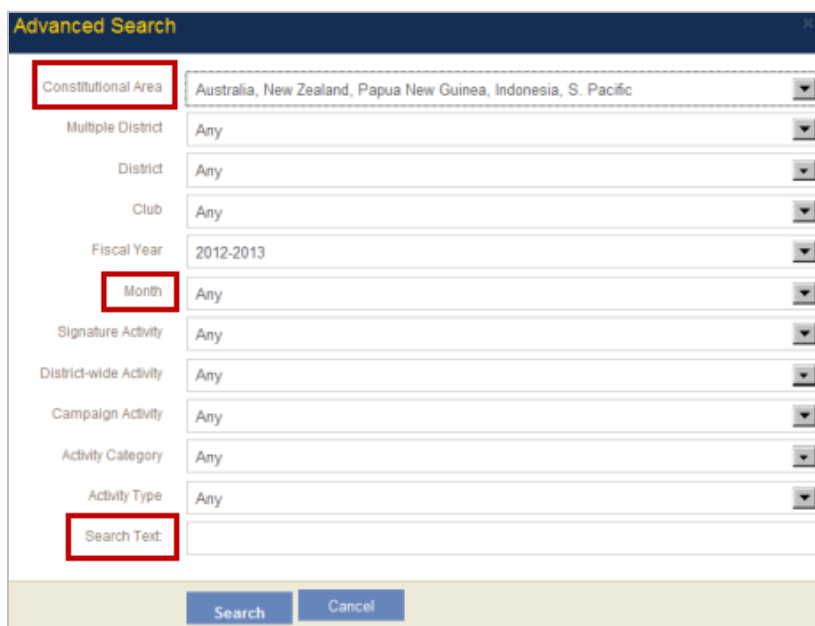 Advanced Search
Constitutional Area Australia, New Zealand, Papua New Guinea, Indonesia, S. Pacific
Multiple District Any
District Any
Club Any
Fiscal Year 2012-2013
Month Any
Signature Activity Any
District-wide Activity Any
Campaign Activity Any
Activity Category Any
Activity Type Any
Search Text:
Search Cancel